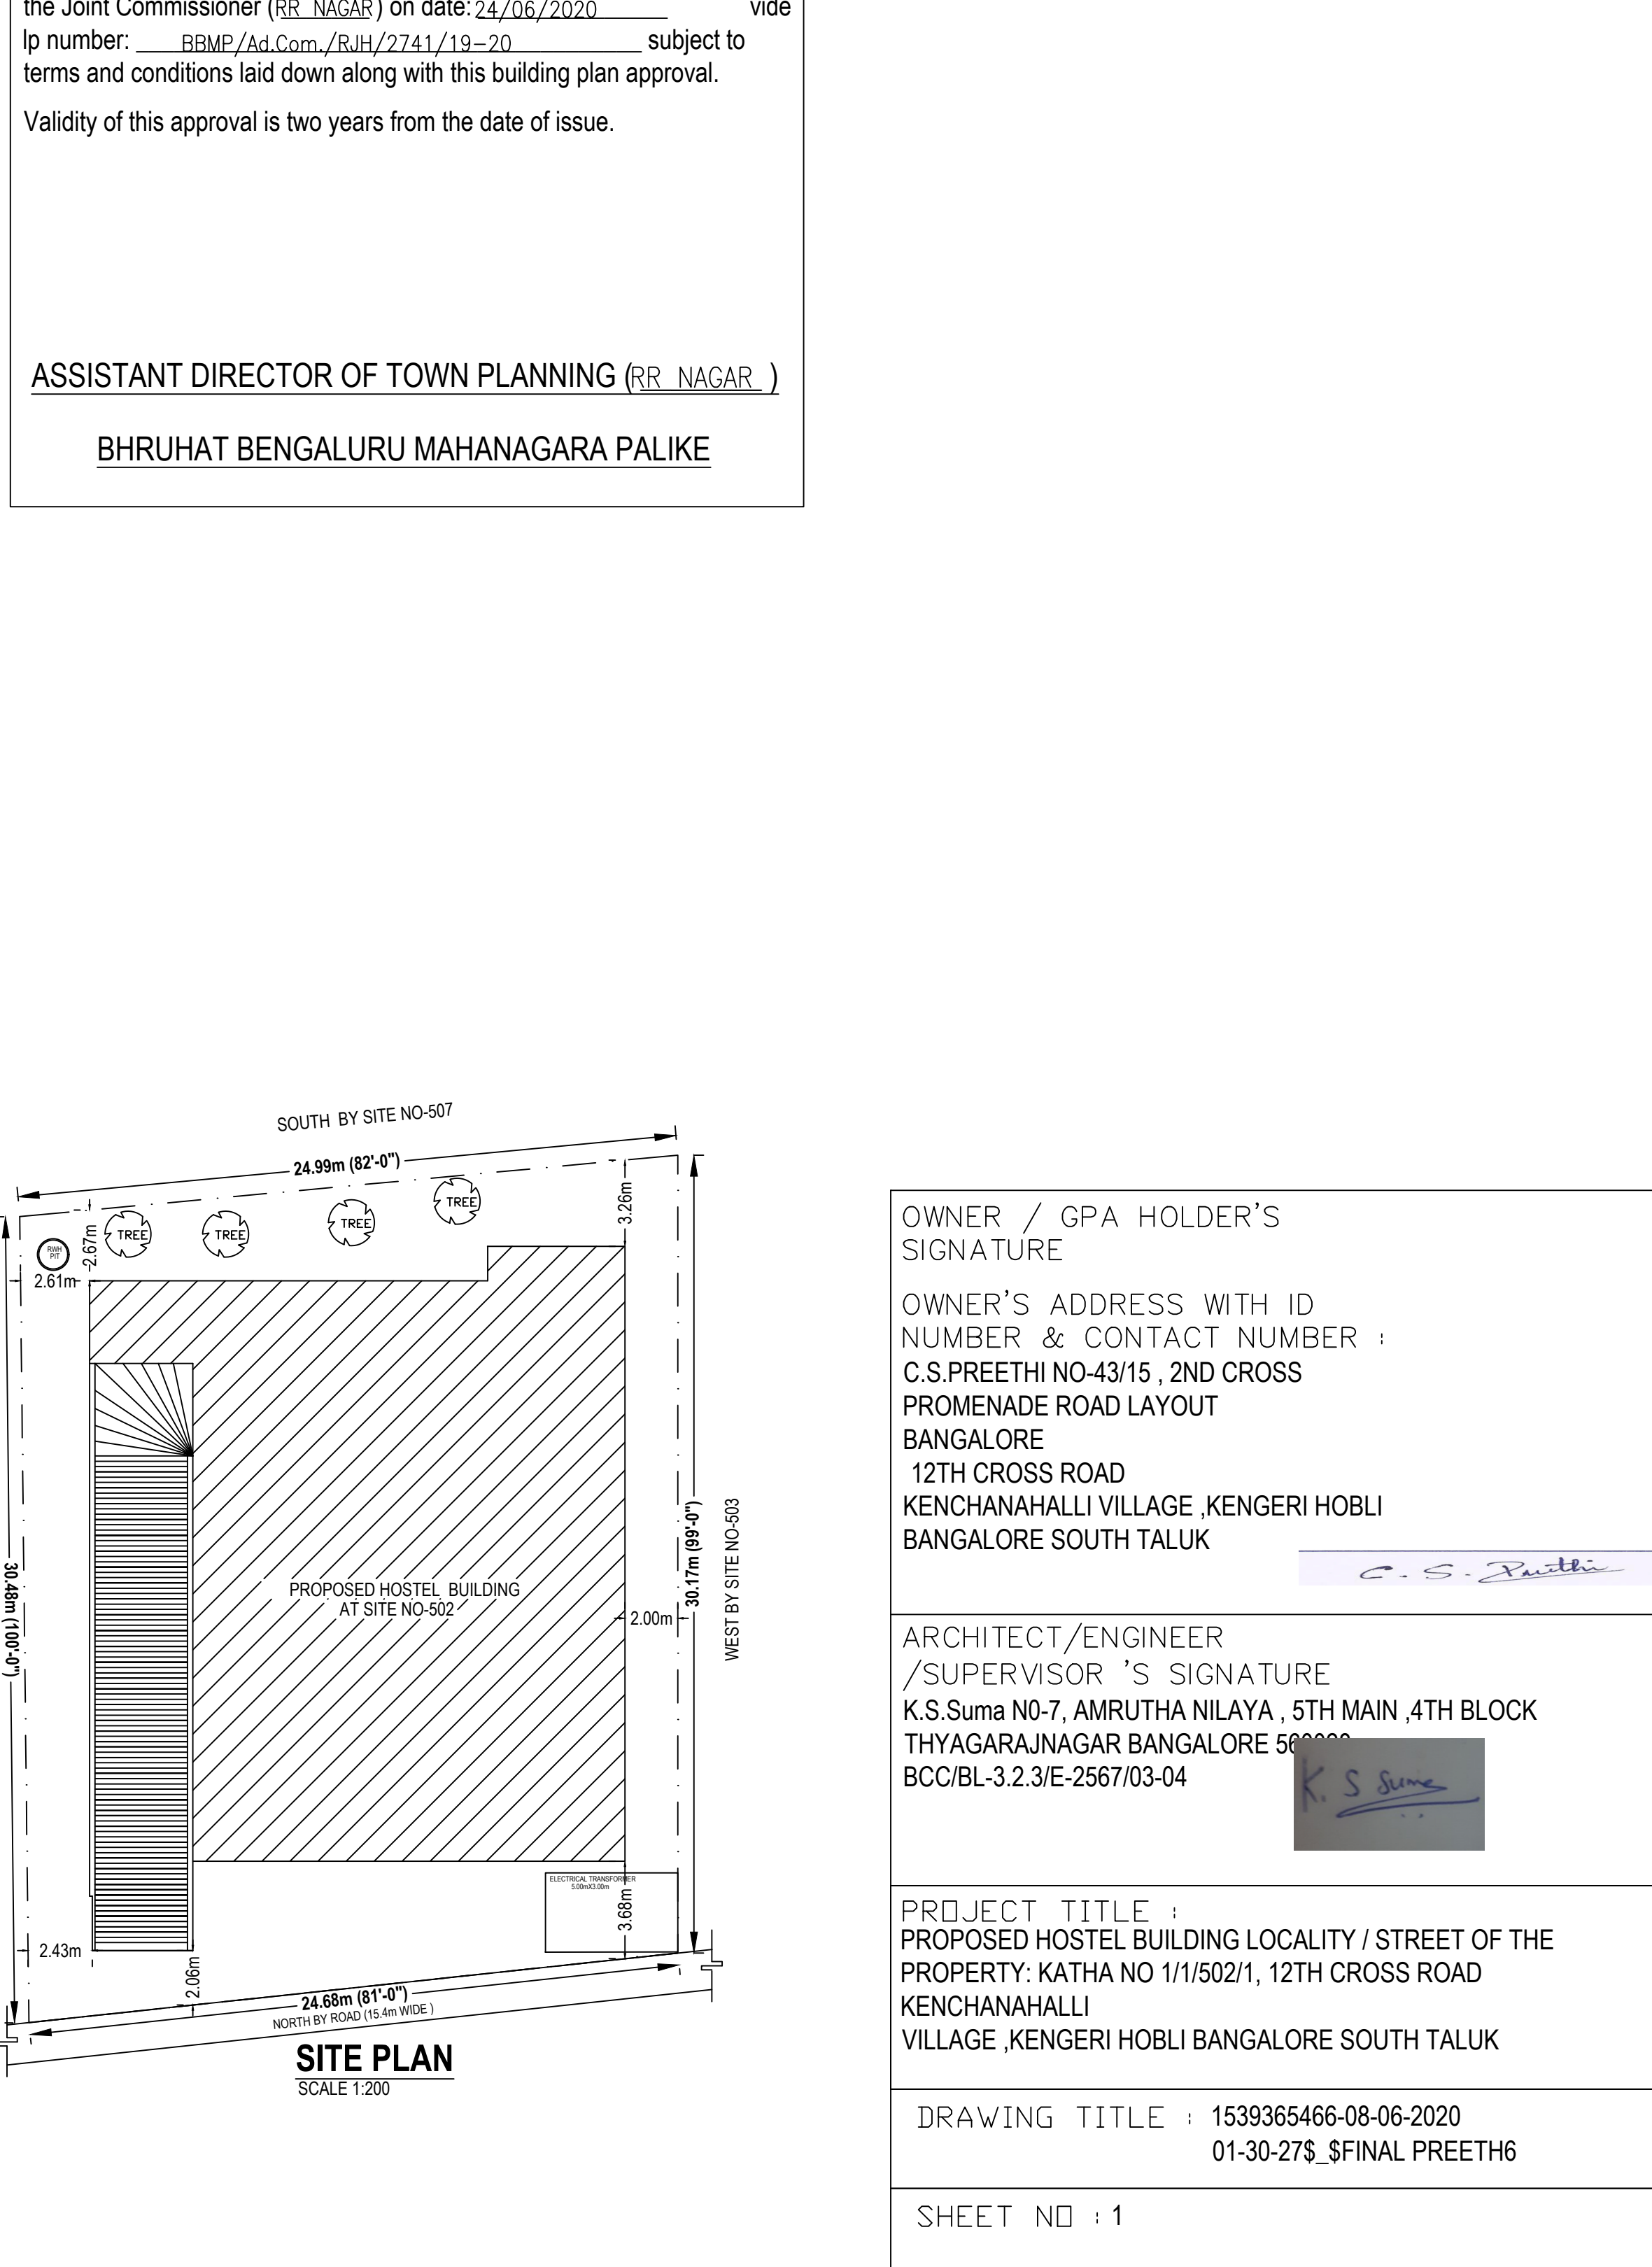 the Joint Commissioner (RR NAGAR) on date: 24/06/2020 vide
lp number: BBMP/Ad.Com./RJH/2741/19-20 subject to
terms and conditions laid down along with this building plan approval.
Validity of this approval is two years from the date of issue.
ASSISTANT DIRECTOR OF TOWN PLANNING (RR NAGAR )
BHRUHAT BENGALURU MAHANAGARA PALIKE
SOUTH BY SITE NO-507
24.99m (82'-0")
3.26m
TREE
TREE
TREE
TREE
2.67m
RWH
PIT
2.61m
30.48m (100'-0")
PROPOSED HOSTEL BUILDING
AT SITE NO-502
2.00m
30.17m (99'-0")
WEST BY SITE NO-503
ELECTRICAL TRANSFORMER
5.00mX3.00m
3.68m
2.43m
2.06m
24.68m (81'-0")
NORTH BY ROAD (15.4m WIDE )
SITE PLAN
SCALE 1:200
OWNER / GPA HOLDER'S
SIGNATURE
OWNER'S ADDRESS WITH ID
NUMBER & CONTACT NUMBER :
C.S.PREETHI NO-43/15 , 2ND CROSS
PROMENADE ROAD LAYOUT
BANGALORE
12TH CROSS ROAD
KENCHANAHALLI VILLAGE ,KENGERI HOBLI
BANGALORE SOUTH TALUK
C. S. Preethi
ARCHITECT/ENGINEER
/SUPERVISOR 'S SIGNATURE
K.S.Suma N0-7, AMRUTHA NILAYA , 5TH MAIN ,4TH BLOCK
THYAGARAJNAGAR BANGALORE
BCC/BL-3.2.3/E-2567/03-04
K. S Suma
PROJECT TITLE :
PROPOSED HOSTEL BUILDING LOCALITY / STREET OF THE
PROPERTY: KATHA NO 1/1/502/1, 12TH CROSS ROAD
KENCHANAHALLI
VILLAGE ,KENGERI HOBLI BANGALORE SOUTH TALUK
DRAWING TITLE : 1539365466-08-06-2020
01-30-27$_$FINAL PREETH6
SHEET NO : 1